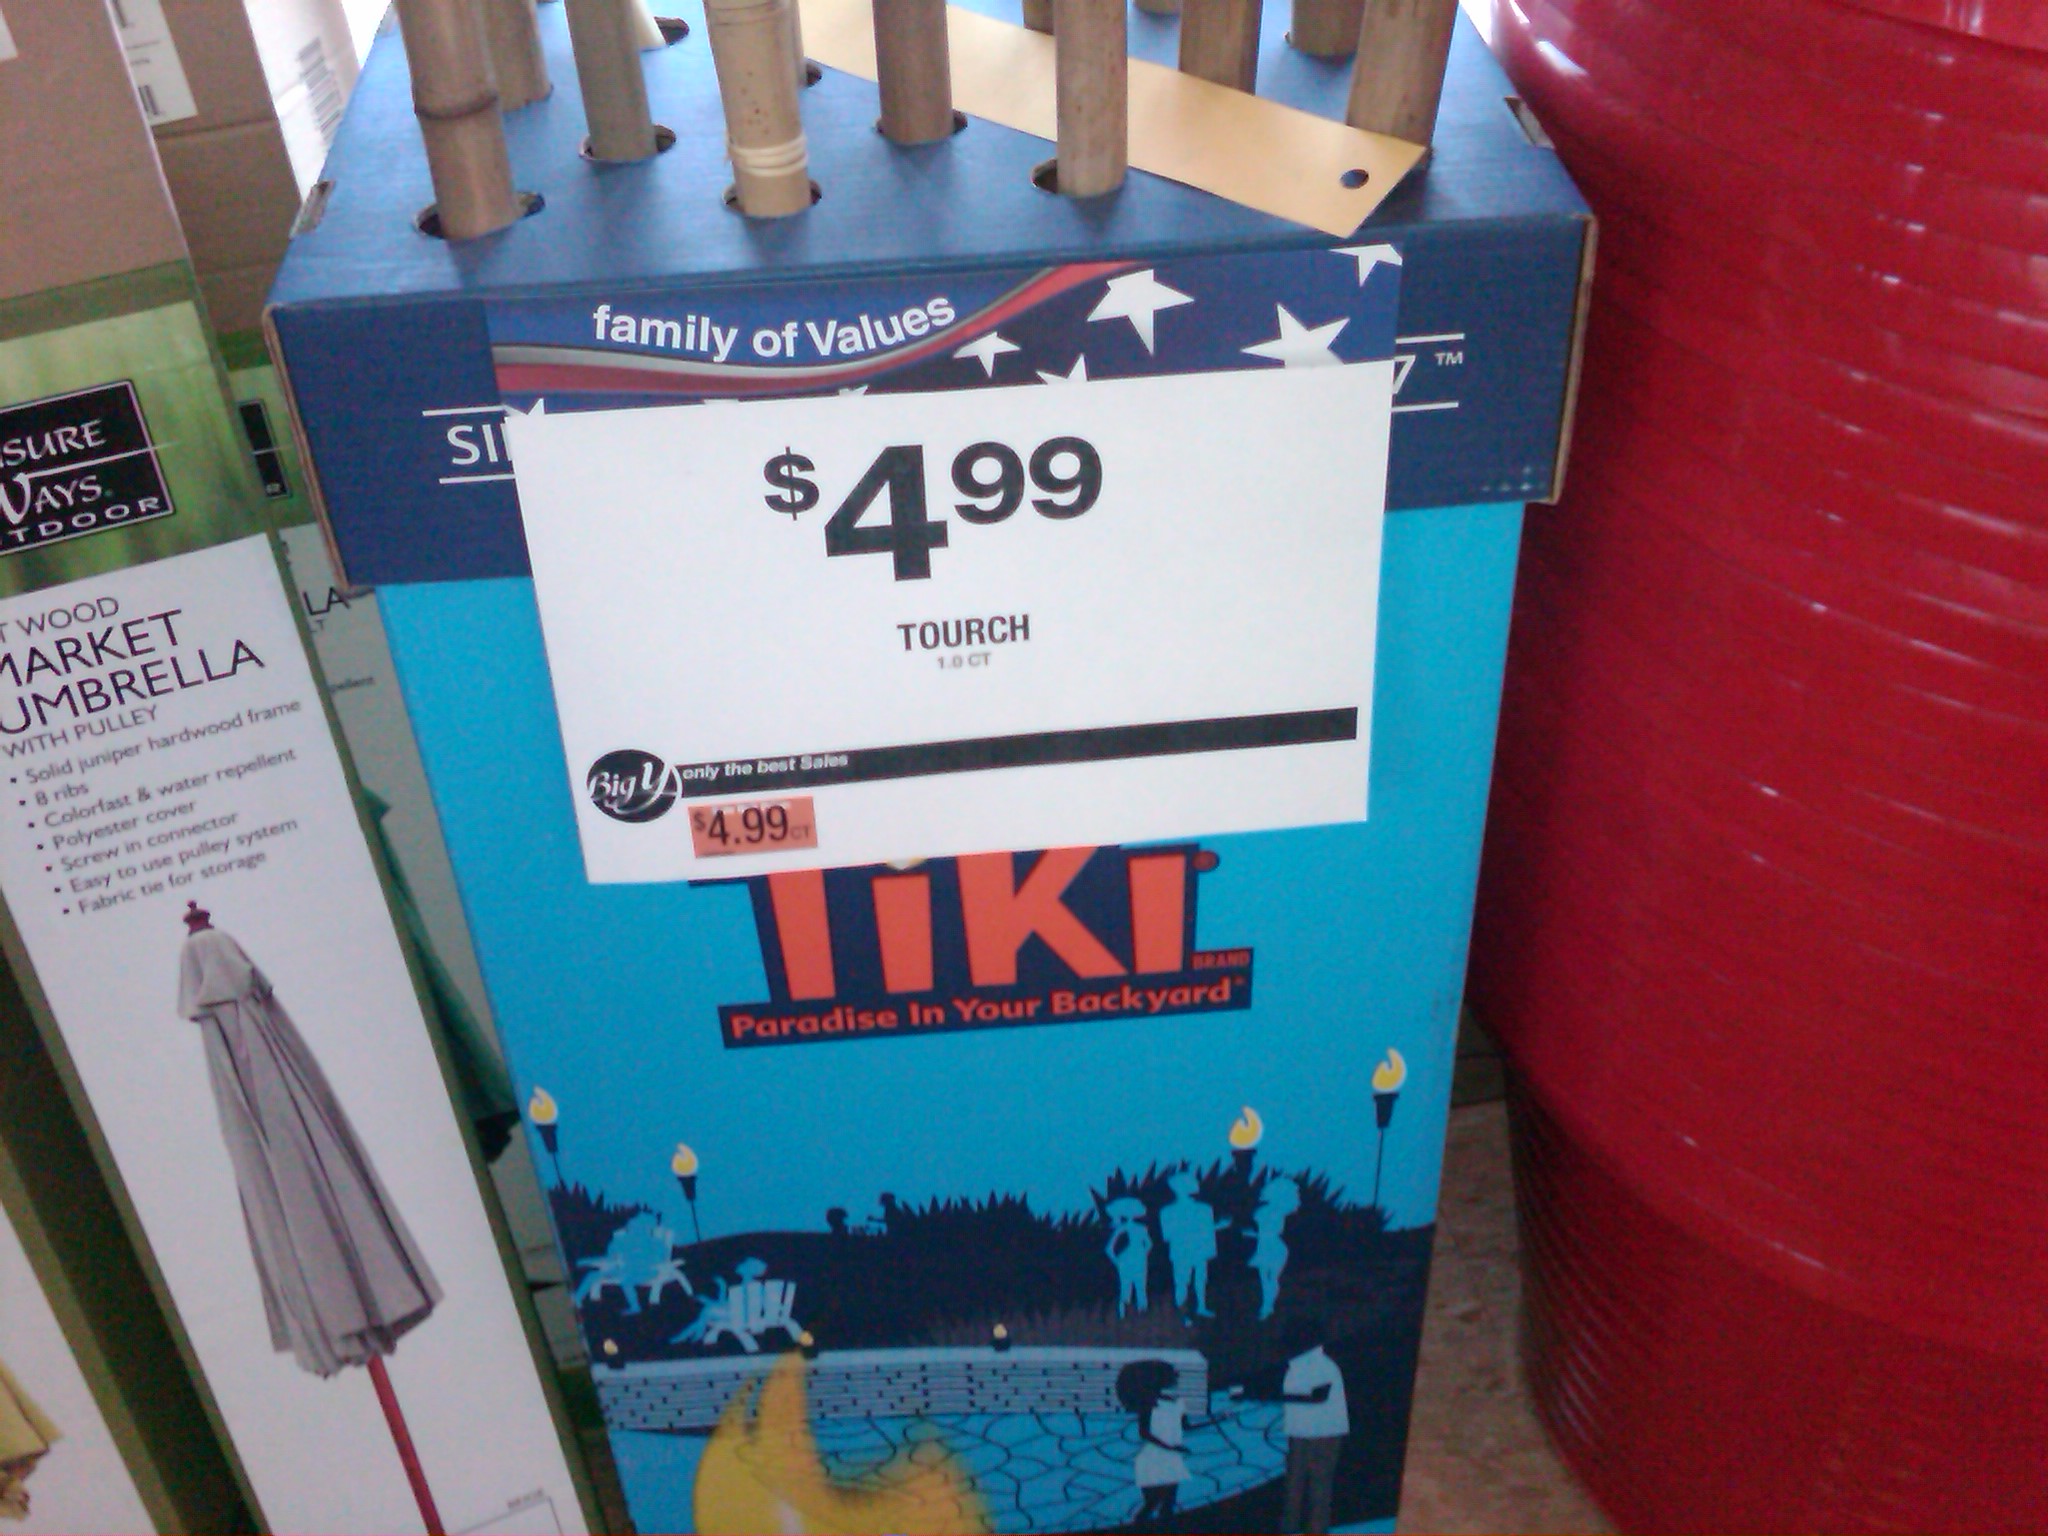 family of Values
™
$4.99
TOURCH
1.0 CT
Big Y only the best Sales
$4.99 CT
TiKi®
BRAND
Paradise In Your Backyard®
SURE
WAYS
TDOOR
WOOD
MARKET
UMBRELLA
WITH PULLEY
• Solid juniper hardwood frame
• 8 ribs
• Colorfast & water repellent
• Polyester cover
• Screw in connector
• Easy to use pulley system
• Fabric tie for storage